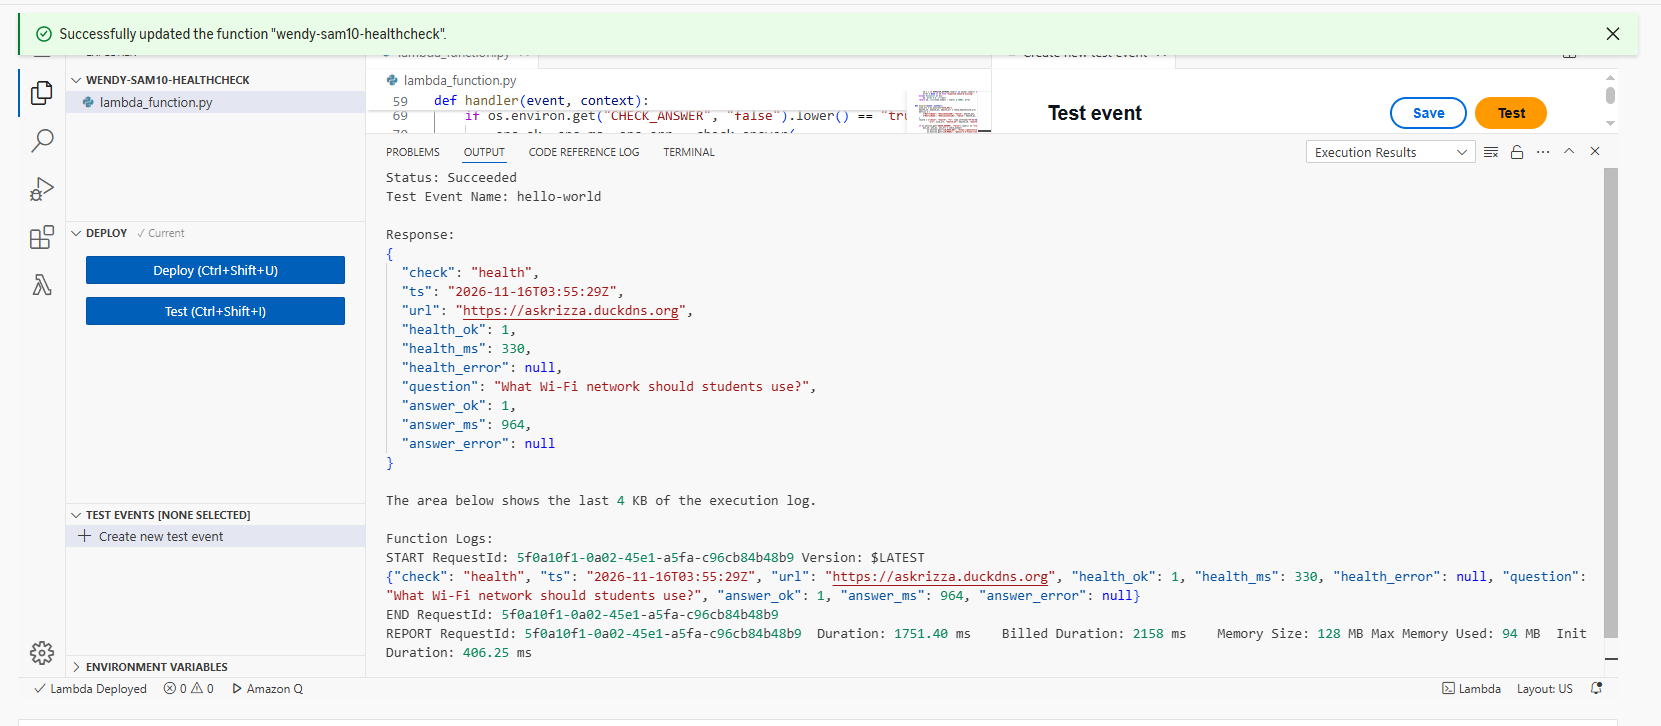 Successfully updated the function "wendy-sam10-healthcheck".
WENDY-SAM10-HEALTHCHECK
lambda_function.py
DEPLOY ✓ Current
Deploy (Ctrl+Shift+U)
Test (Ctrl+Shift+I)
TEST EVENTS [NONE SELECTED]
Create new test event
ENVIRONMENT VARIABLES
lambda_function.py
59 def handler(event, context):
69 if os.environ.get("CHECK_ANSWER", "false").lower() == "tru
Test event
Save
Test
PROBLEMS OUTPUT CODE REFERENCE LOG TERMINAL
Execution Results
Status: Succeeded
Test Event Name: hello-world
Response:
{
"check": "health",
"ts": "2026-11-16T03:55:29Z",
"url": "https://askrizza.duckdns.org",
"health_ok": 1,
"health_ms": 330,
"health_error": null,
"question": "What Wi-Fi network should students use?",
"answer_ok": 1,
"answer_ms": 964,
"answer_error": null
}
The area below shows the last 4 KB of the execution log.
Function Logs:
START RequestId: 5f0a10f1-0a02-45e1-a5fa-c96cb84b48b9 Version: $LATEST
{"check": "health", "ts": "2026-11-16T03:55:29Z", "url": "https://askrizza.duckdns.org", "health_ok": 1, "health_ms": 330, "health_error": null, "question":
"What Wi-Fi network should students use?", "answer_ok": 1, "answer_ms": 964, "answer_error": null}
END RequestId: 5f0a10f1-0a02-45e1-a5fa-c96cb84b48b9
REPORT RequestId: 5f0a10f1-0a02-45e1-a5fa-c96cb84b48b9 Duration: 1751.40 ms Billed Duration: 2158 ms Memory Size: 128 MB Max Memory Used: 94 MB Init
Duration: 406.25 ms
Lambda Deployed 0 0 Amazon Q
Lambda Layout: US